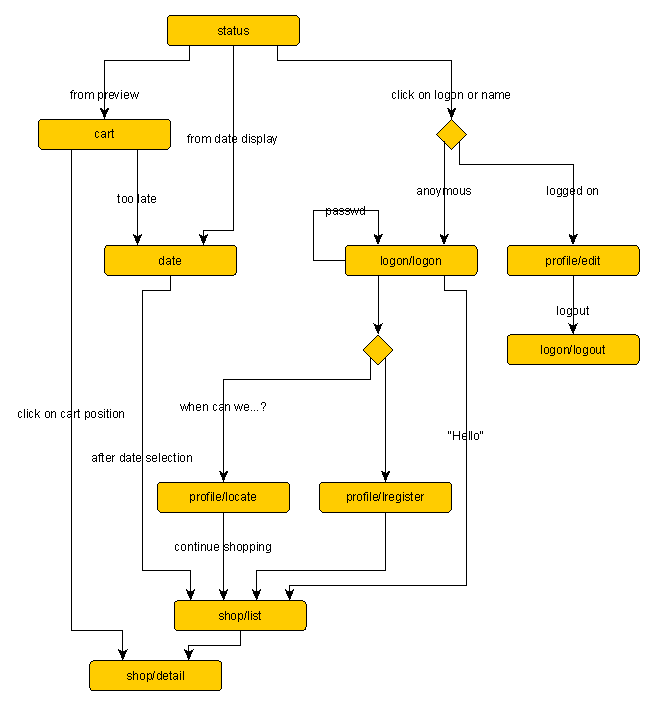 status
from preview
click on logon or name
cart
from date display
too late
anoymous
logged on
passwd
date
logon/logon
profile/edit
logout
logon/logout
when can we...?
click on cart position
"Hello"
after date selection
profile/locate
profile/lregister
continue shopping
shop/list
shop/detail